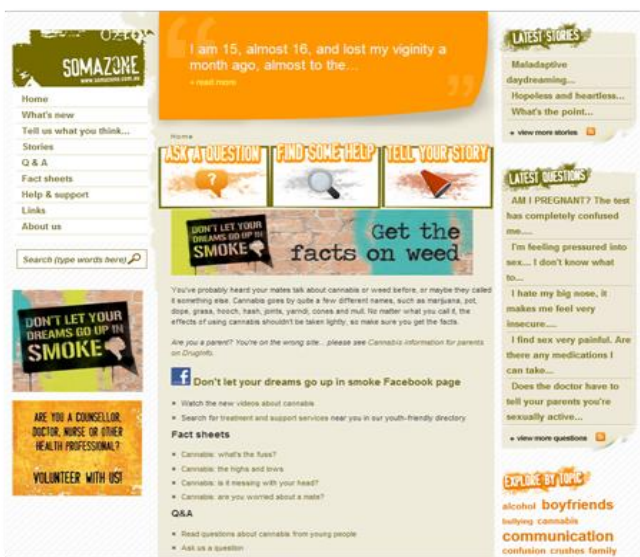 SOMAZONE
www.somazone.com.au
Home
What's new
Tell us what you think...
Stories
Q & A
Fact sheets
Help & support
Links
About us
Search (type words here)
DON'T LET YOUR
DREAMS GO UP IN
SMOKE
ARE YOU A COUNSELLOR,
DOCTOR, NURSE OR OTHER
HEALTH PROFESSIONAL?
VOLUNTEER WITH US!
I am 15, almost 16, and lost my viginity a
month ago, almost to the...
» read more
Home
ASK A QUESTION
FIND SOME HELP
TELL YOUR STORY
DON'T LET YOUR
DREAMS GO UP IN
SMOKE
Get the
facts on weed
You've probably heard your mates talk about cannabis or weed before, or maybe they called
it something else. Cannabis goes by quite a few different names, such as marijuana, pot,
dope, grass, hooch, hash, joints, yarndi, cones and mull. No matter what you call it, the
effects of using cannabis shouldn't be taken lightly, so make sure you get the facts.
Are you a parent? You're on the wrong site... please see Cannabis information for parents
on DrugInfo.
Don't let your dreams go up in smoke Facebook page
Watch the new videos about cannabis
Search for treatment and support services near you in our youth-friendly directory
Fact sheets
Cannabis: what's the fuss?
Cannabis: the highs and lows
Cannabis: is it messing with your head?
Cannabis: are you worried about a mate?
Q&A
Read questions about cannabis from young people
Ask us a question
LATEST STORIES
Maladaptive
daydreaming...
Hopeless and heartless...
What's the point...
view more stories
LATEST QUESTIONS
AM I PREGNANT? The test
has completely confused
me....
I'm feeling pressured into
sex... I don't know what
to...
I hate my big nose, it
makes me feel very
insecure....
I find sex very painful. Are
there any medications I
can take...
Does the doctor have to
tell your parents you're
sexually active...
view more questions
EXPLORE BY TOPIC
alcohol boyfriends
bullying cannabis
communication
confusion crushes family